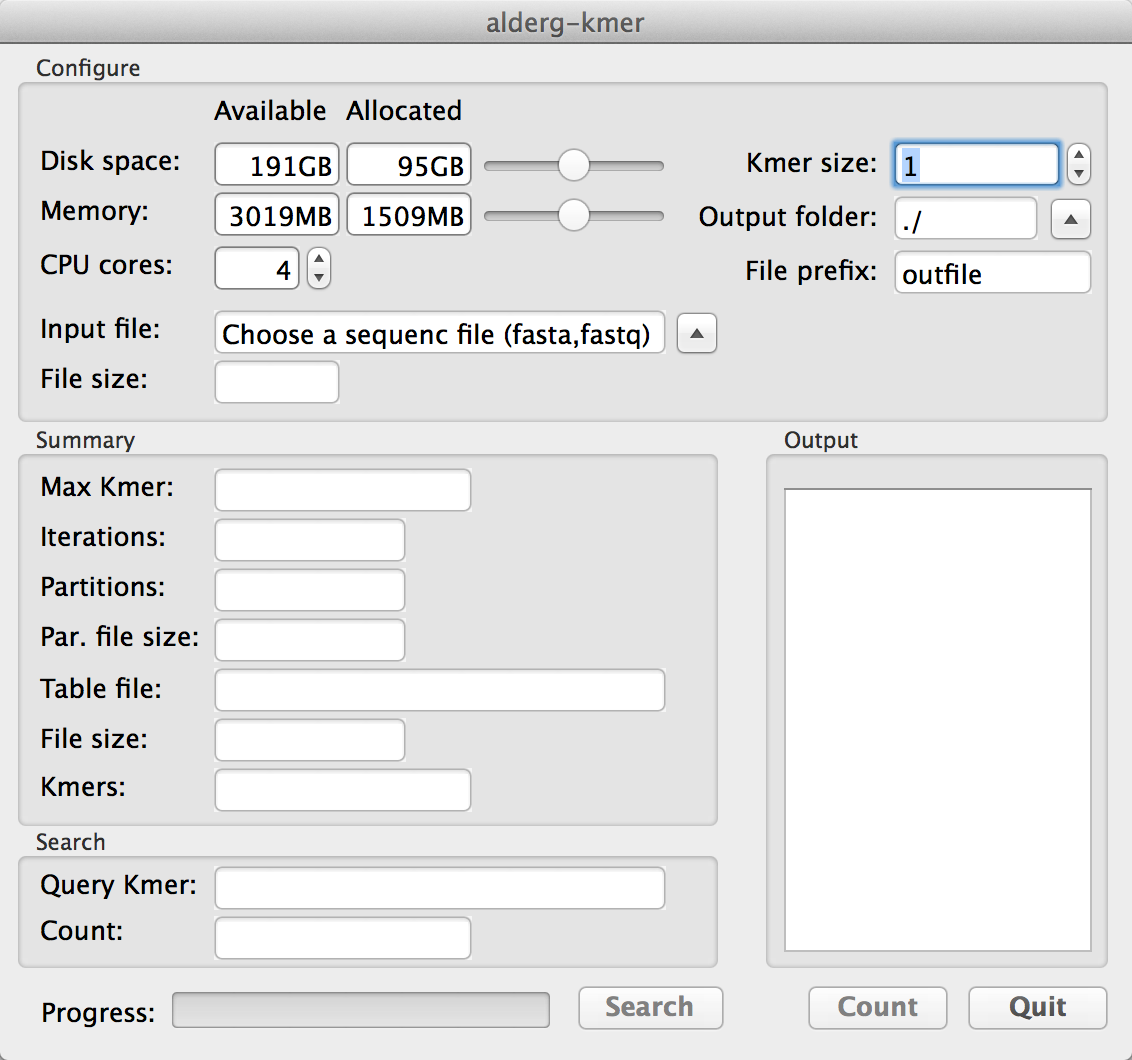 alderg-kmer
Configure
Available Allocated
Disk space: 191GB 95GB
Kmer size: 1
Memory: 3019MB 1509MB
Output folder: ./
CPU cores: 4
File prefix: outfile
Input file: Choose a sequenc file (fasta,fastq)
File size:
Summary
Max Kmer:
Iterations:
Partitions:
Par. file size:
Table file:
File size:
Kmers:
Output
Search
Query Kmer:
Count:
Progress:
Search
Count
Quit